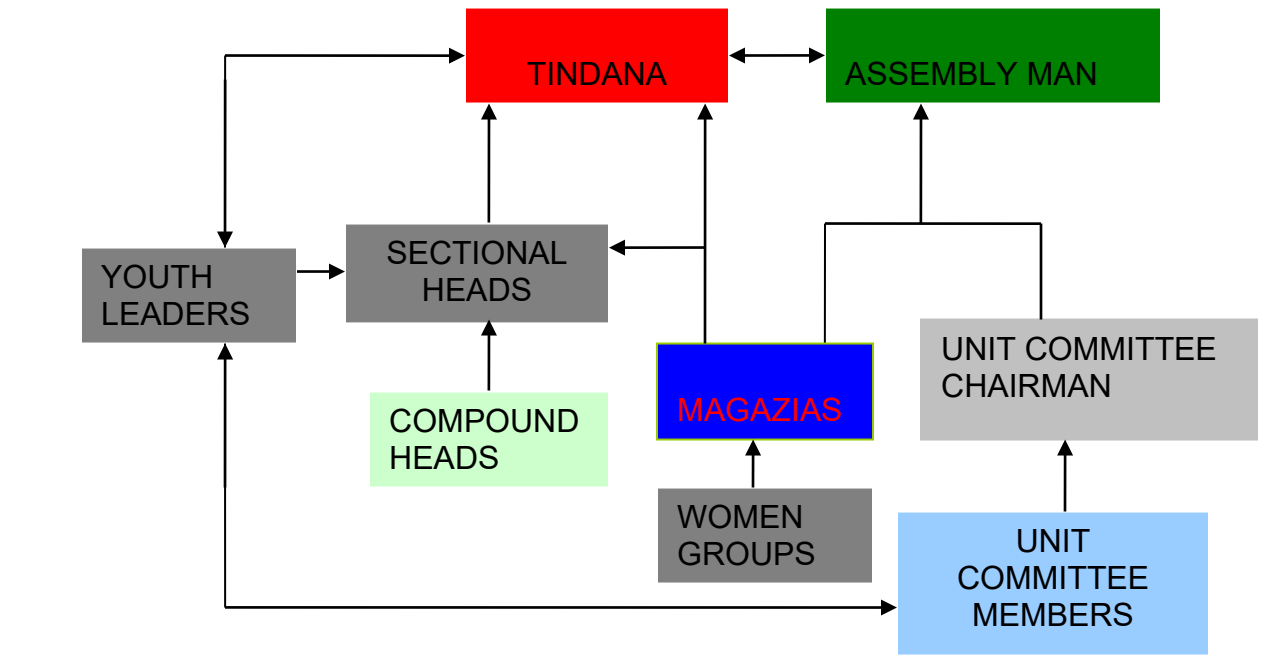 TINDANA
ASSEMBLY MAN
SECTIONAL
HEADS
YOUTH
LEADERS
UNIT COMMITTEE
CHAIRMAN
MAGAZIAS
COMPOUND
HEADS
WOMEN
GROUPS
UNIT
COMMITTEE
MEMBERS